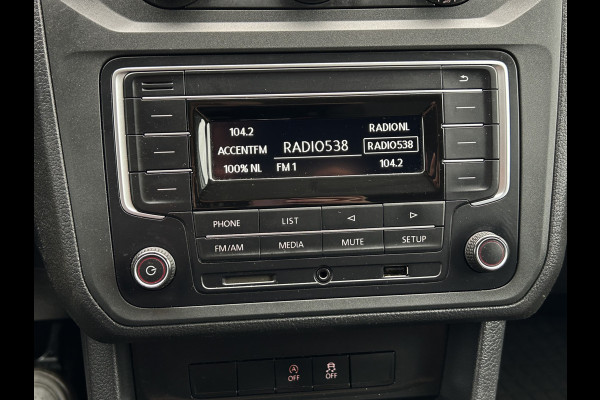 104.2 RADIONL
ACCENTFM RADIO538 RADIO538
100% NL FM 1 104.2
PHONE LIST
FM/AM MEDIA MUTE SETUP
OFF OFF